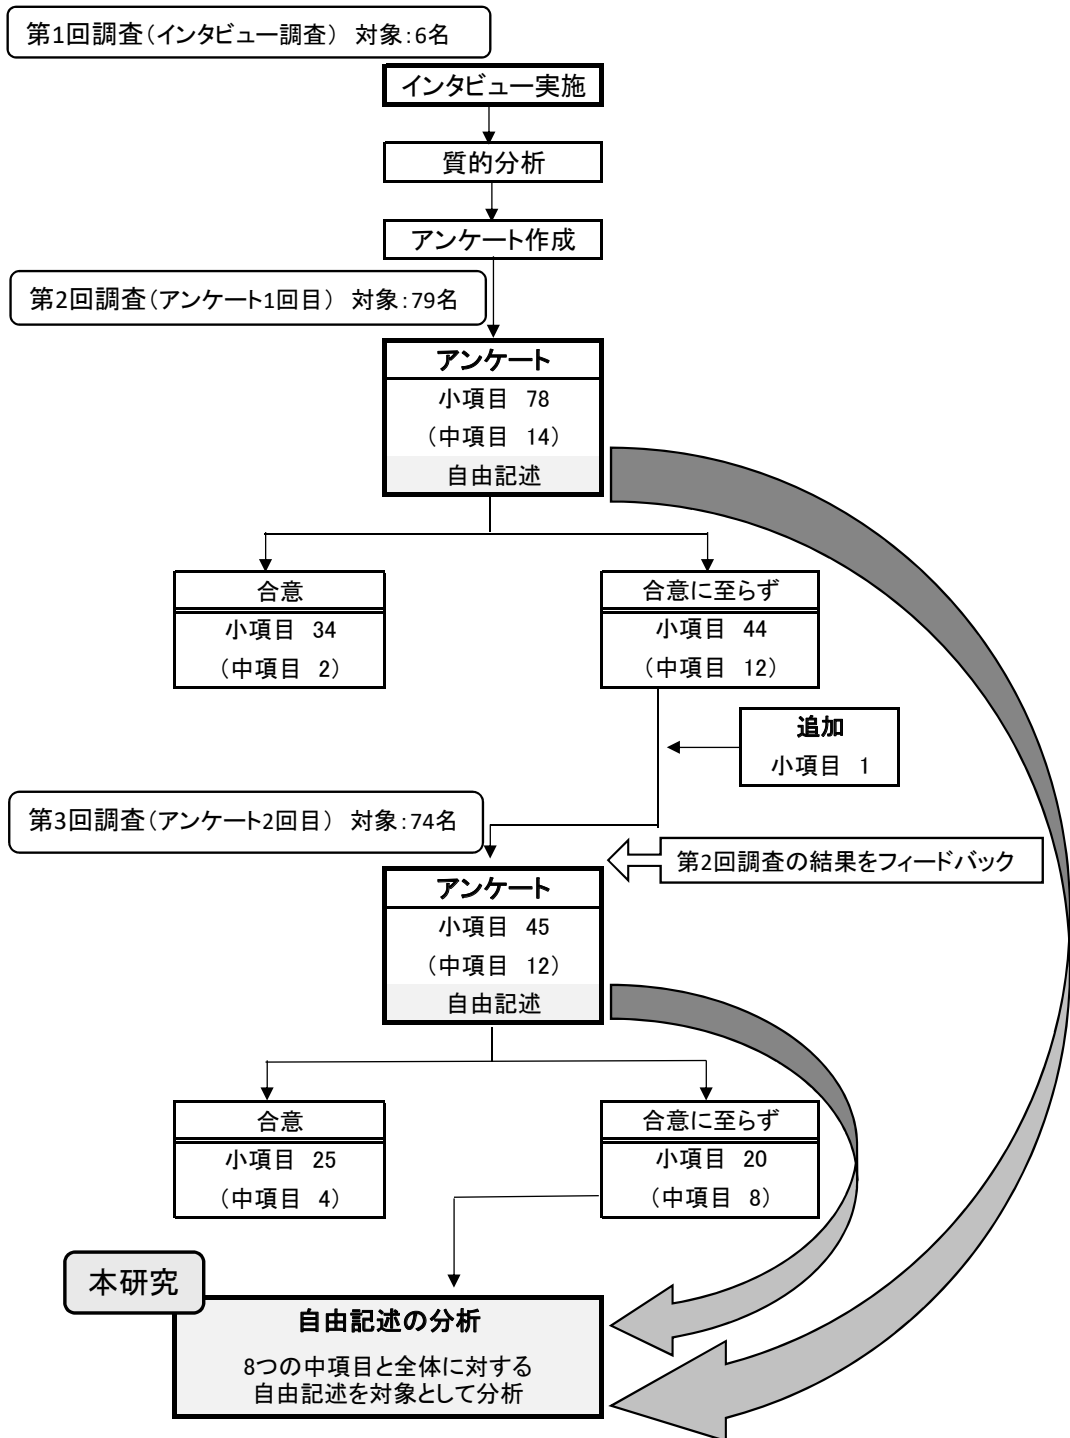 第1回調査(インタビュー調査) 対象:6名
インタビュー実施
質的分析
アンケート作成
第2回調査(アンケート1回目) 対象:79名
アンケート
小項目 78
(中項目 14)
自由記述
合意
小項目 34
(中項目 2)
合意に至らず
小項目 44
(中項目 12)
追加
小項目 1
第3回調査(アンケート2回目) 対象:74名
第2回調査の結果をフィードバック
アンケート
小項目 45
(中項目 12)
自由記述
合意
小項目 25
(中項目 4)
合意に至らず
小項目 20
(中項目 8)
本研究
自由記述の分析
8つの中項目と全体に対する
自由記述を対象として分析